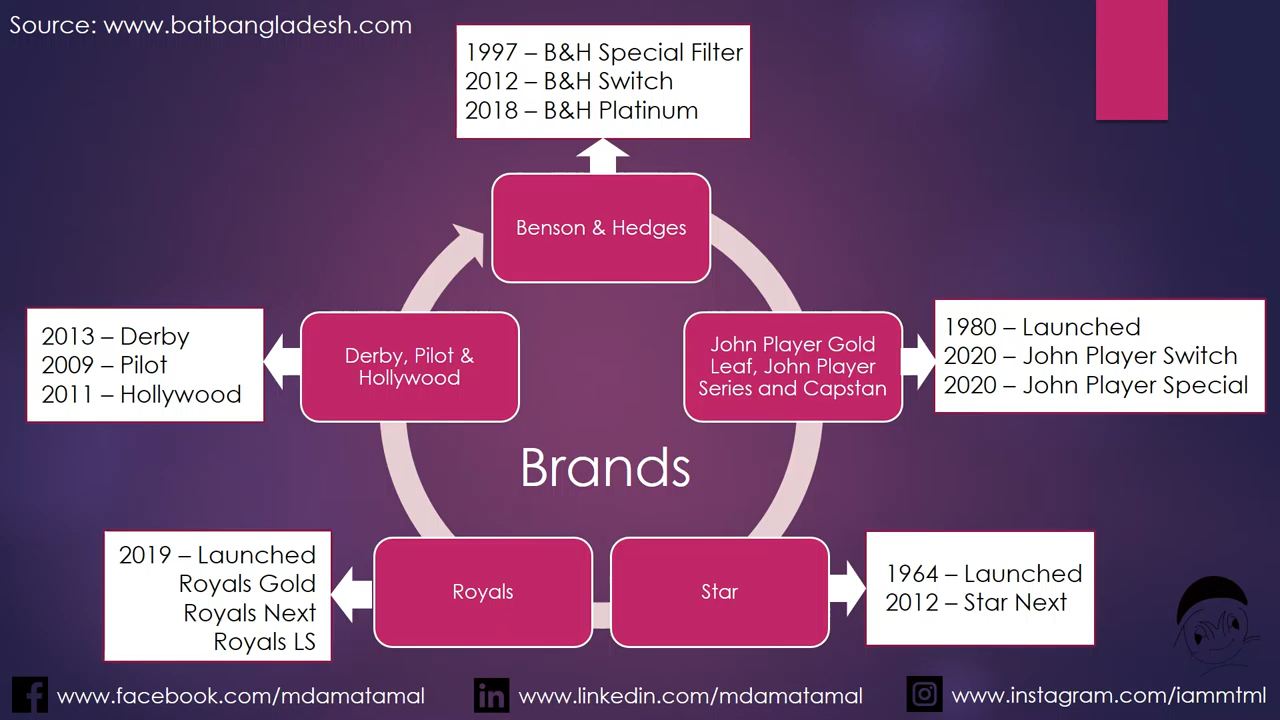 Source: www.batbangladesh.com
1997 – B&H Special Filter
2012 – B&H Switch
2018 – B&H Platinum
Benson & Hedges
2013 – Derby
2009 – Pilot
2011 – Hollywood
Derby, Pilot &
Hollywood
John Player Gold
Leaf, John Player
Series and Capstan
1980 – Launched
2020 – John Player Switch
2020 – John Player Special
Brands
2019 – Launched
Royals Gold
Royals Next
Royals LS
Royals
Star
1964 – Launched
2012 – Star Next
www.facebook.com/mdamatamal
www.linkedin.com/mdamatamal
www.instagram.com/iammtml